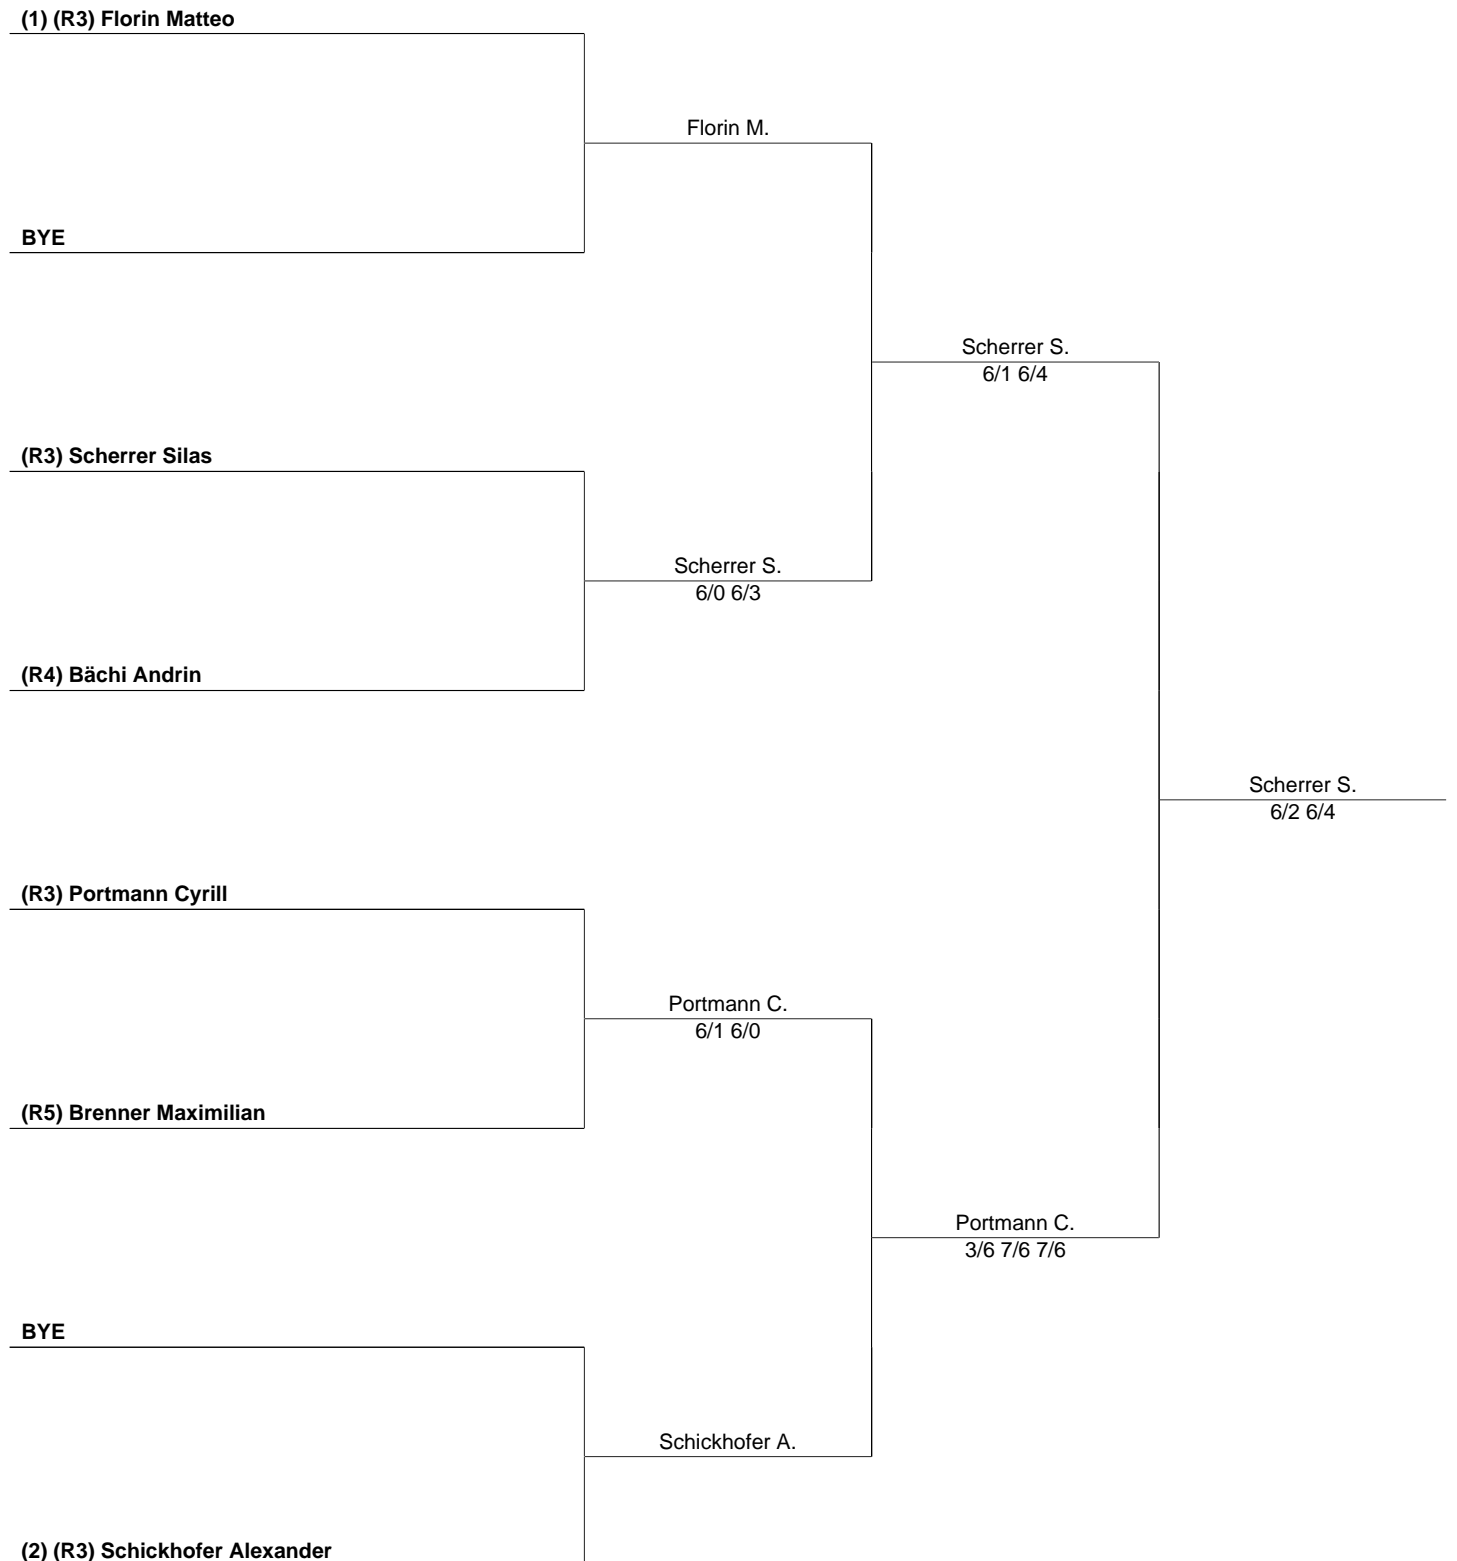 (1) (R3) Florin Matteo
Florin M.
BYE
Scherrer S.
6/1 6/4
(R3) Scherrer Silas
Scherrer S.
6/0 6/3
(R4) Bächi Andrin
Scherrer S.
6/2 6/4
(R3) Portmann Cyrill
Portmann C.
6/1 6/0
(R5) Brenner Maximilian
Portmann C.
3/6 7/6 7/6
BYE
Schickhofer A.
(2) (R3) Schickhofer Alexander